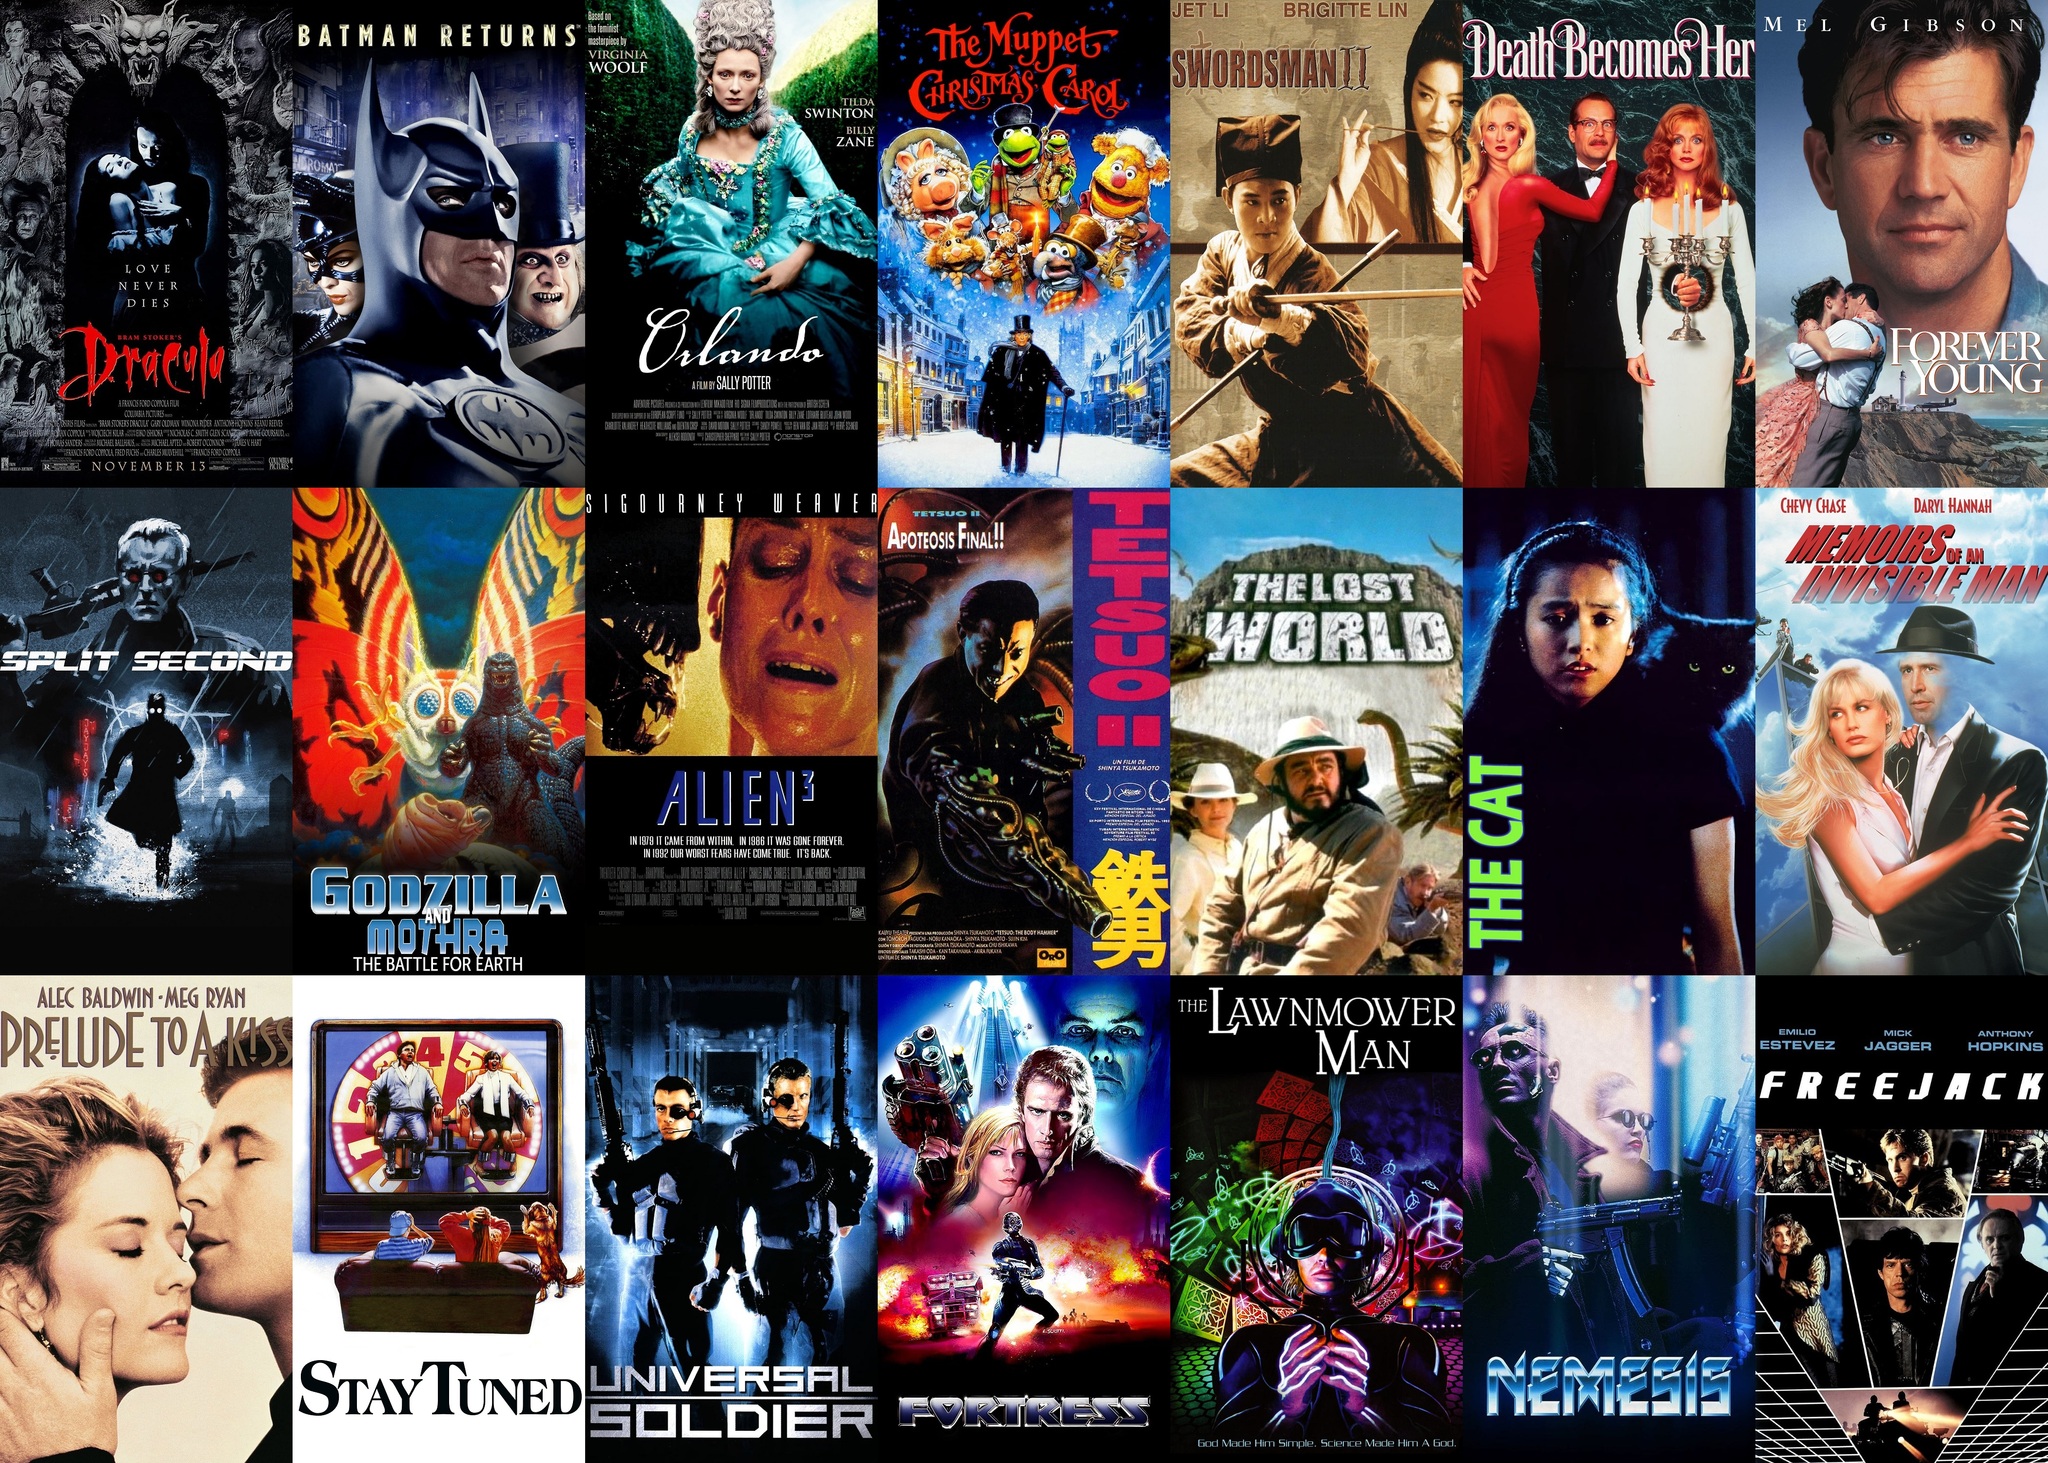 LOVE
NEVER
DIES
BRAM STOKER'S
Dracula
A FRANCIS FORD COPPOLA FILM
COLUMBIA PICTURES
NOVEMBER 13
BATMAN RETURNS
Based on
the feminist
masterpiece by
VIRGINIA
WOOLF
TILDA
SWINTON
BILLY
ZANE
Orlando
A FILM BY SALLY POTTER
The Muppet
Christmas Carol
JET LI BRIGITTE LIN
SWORDSMAN II
Death Becomes Her
MEL GIBSON
FOREVER
YOUNG
SPLIT SECOND
GODZILLA
AND
MOTHRA
THE BATTLE FOR EARTH
SIGOURNEY WEAVER
ALIEN³
IN 1979 IT CAME FROM WITHIN. IN 1986 IT WAS GONE FOREVER.
IN 1992 OUR WORST FEARS HAVE COME TRUE. IT'S BACK.
TETSUO II
APOTEOSIS FINAL!!
TETSUO II
UN FILM DE
SHINYA TSUKAMOTO
鉄男
ORO
THE LOST
WORLD
THE CAT
CHEVY CHASE DARYL HANNAH
MEMOIRS OF AN
INVISIBLE MAN
ALEC BALDWIN · MEG RYAN
PRELUDE TO A KISS
4 5
STAY TUNED
UNIVERSAL
SOLDIER
FORTRESS
THE LAWNMOWER
MAN
God Made Him Simple. Science Made Him A God.
NEMESIS
EMILIO
ESTEVEZ
MICK
JAGGER
ANTHONY
HOPKINS
FREEJACK